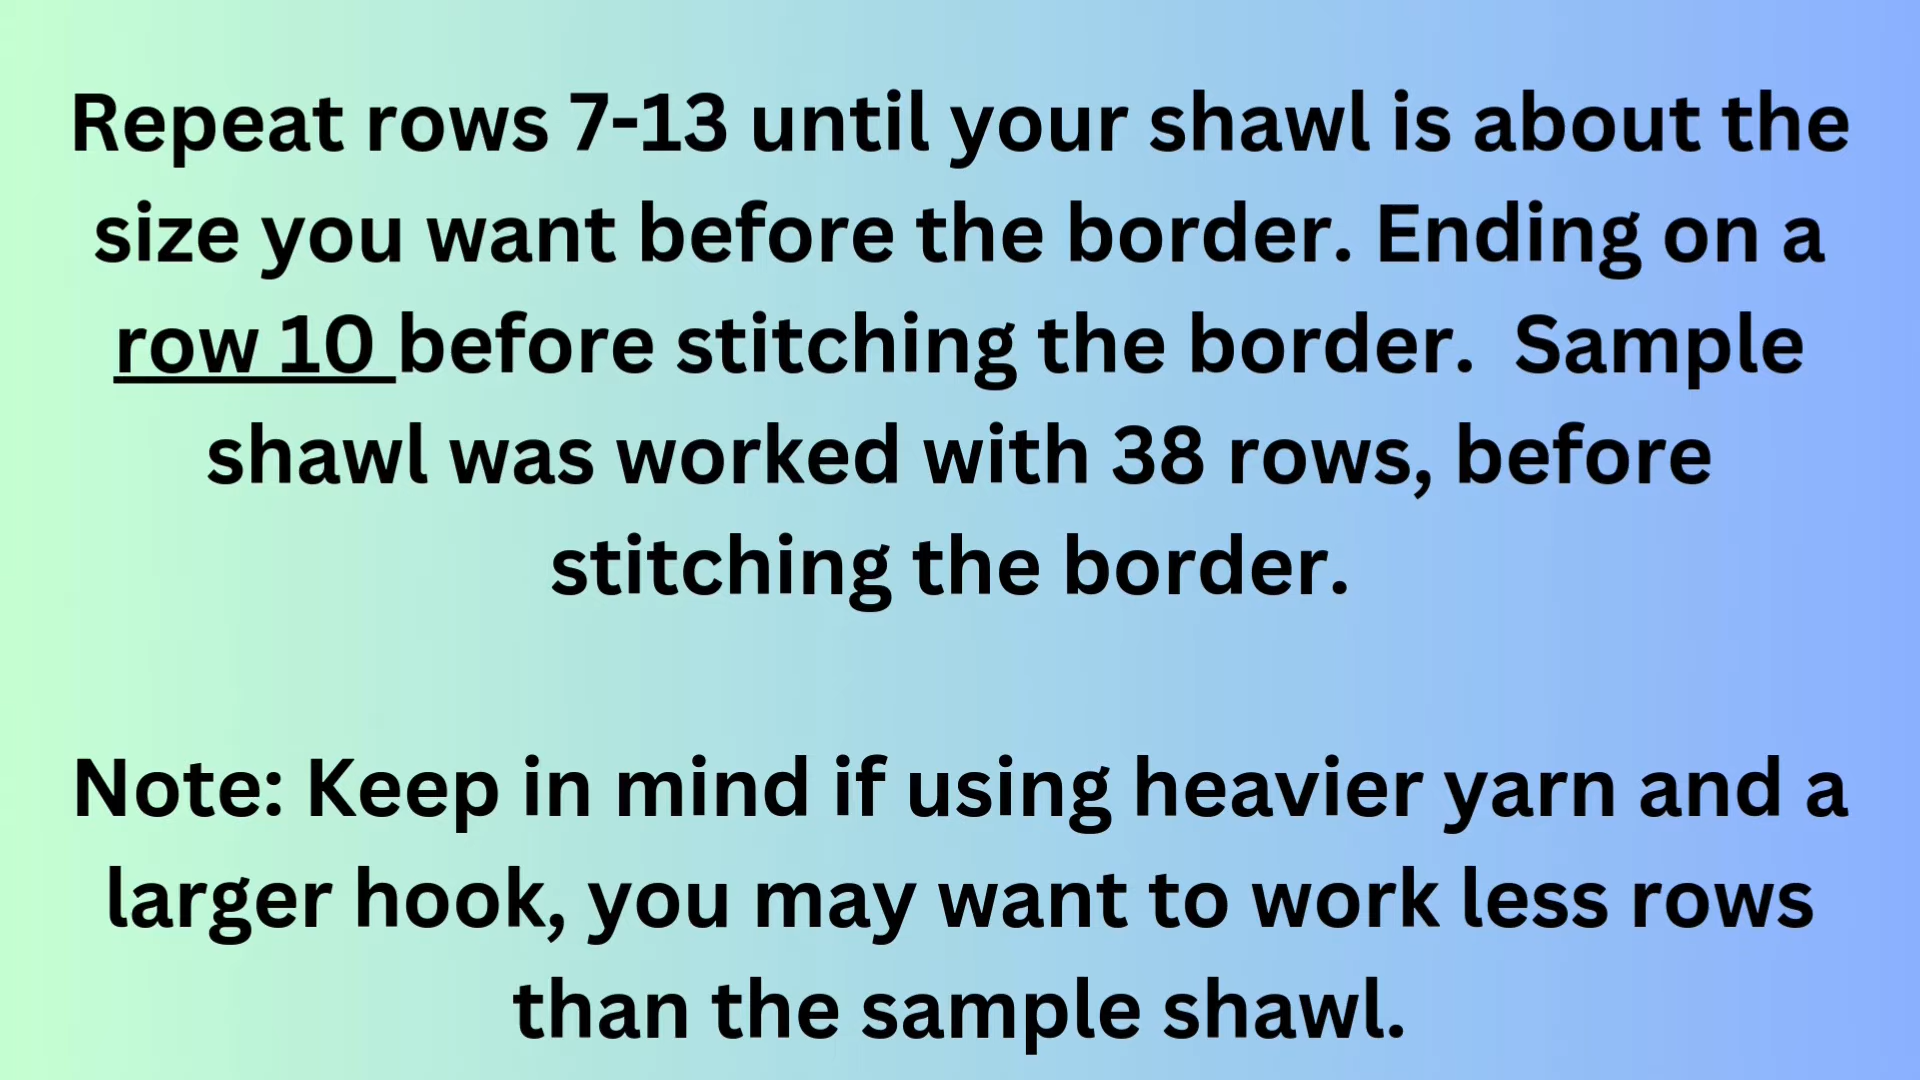 Repeat rows 7-13 until your shawl is about the
size you want before the border. Ending on a
row 10 before stitching the border.  Sample
shawl was worked with 38 rows, before
stitching the border.
Note: Keep in mind if using heavier yarn and a
larger hook, you may want to work less rows
than the sample shawl.